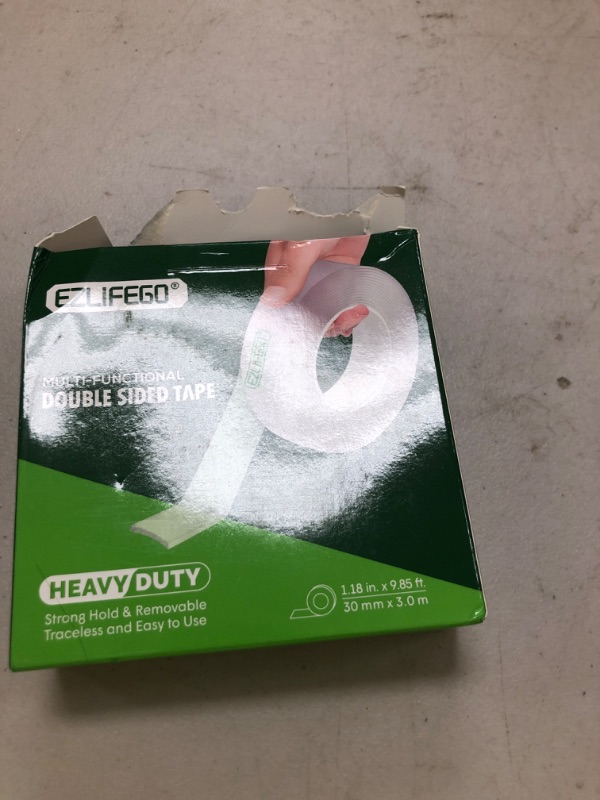 EZLIFEGO®
EZLIFEGO
MULTI-FUNCTIONAL
DOUBLE SIDED TAPE
HEAVY DUTY
Strong Hold & Removable
Traceless and Easy to Use
1.18 in. x 9.85 ft.
30 mm x 3.0 m